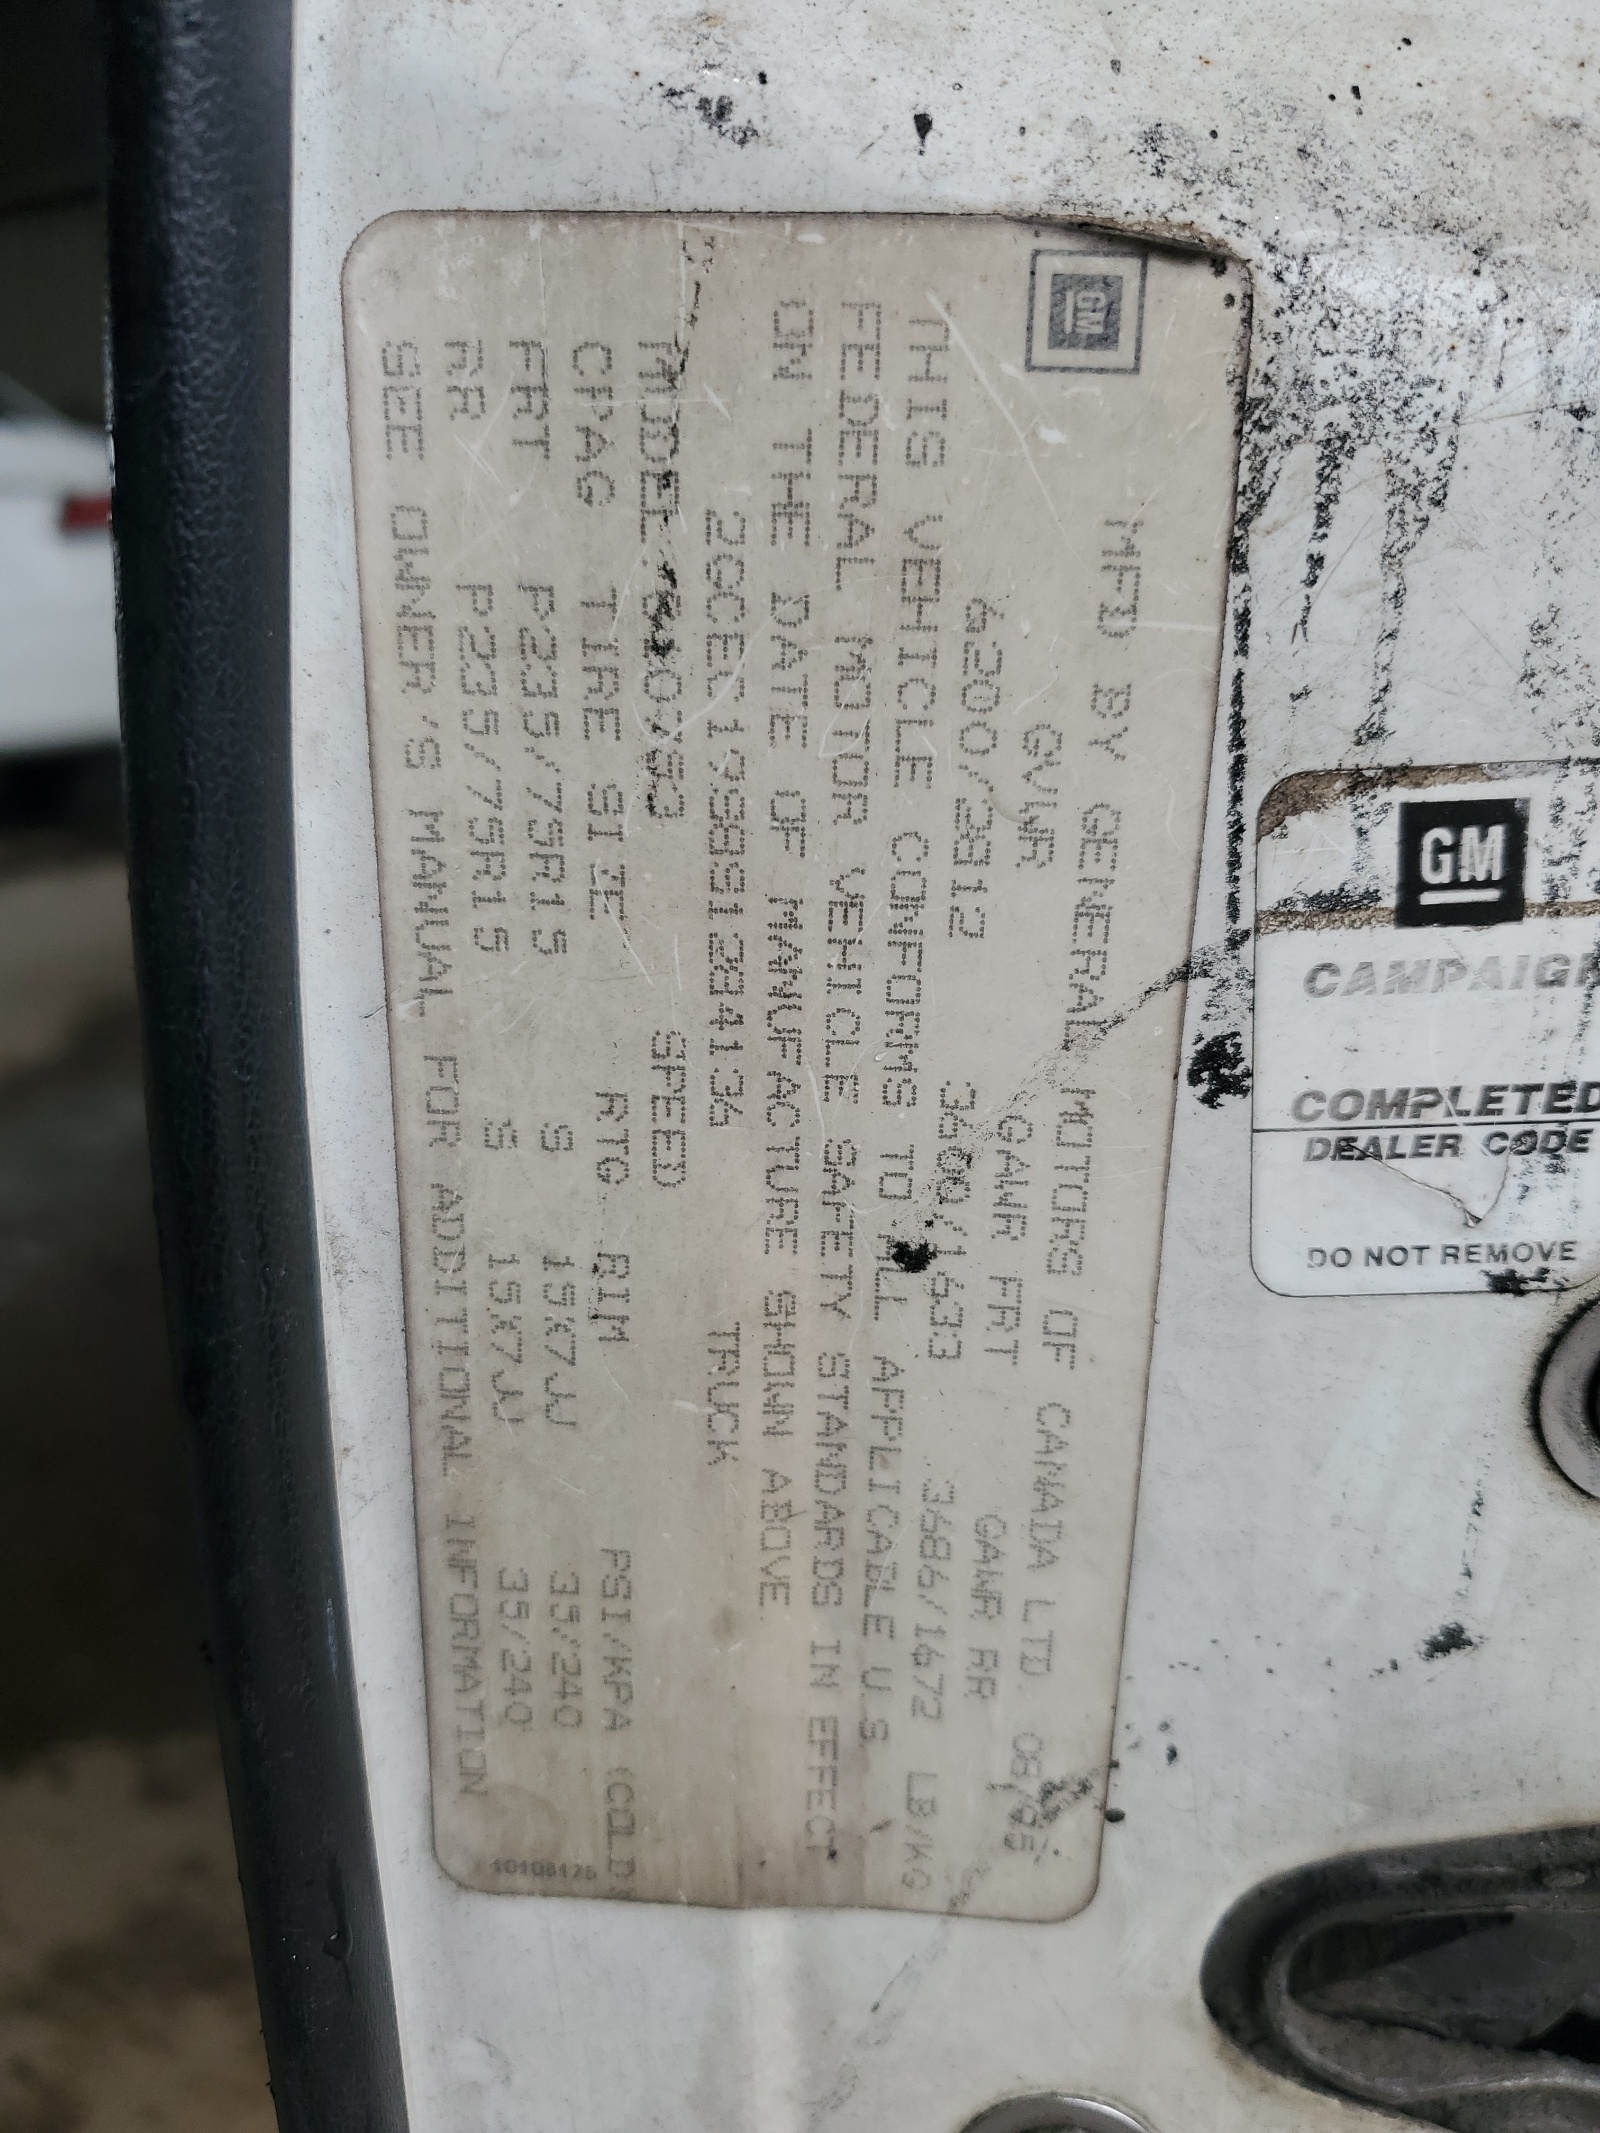 GM
MFD BY GENERAL MOTORS OF CANADA LTD. 08/95
GVWR GAWR FRT GAWR RR
6200/2812 3600/1633 3686/1672 LB/KG
THIS VEHICLE CONFORMS TO ALL APPLICABLE U.S.
FEDERAL MOTOR VEHICLE SAFETY STANDARDS IN EFFECT
ON THE DATE OF MANUFACTURE SHOWN ABOVE.
TRUCK
MODEL: SPEED
CPAC TIRE SIZE RTG RIM PSI/KPA (COLD)
FRT P235/75R15 S 15X7JJ 35/240
RR P235/75R15 S 15X7JJ 35/240
SEE OWNER'S MANUAL FOR ADDITIONAL INFORMATION
GM
CAMPAIGN
COMPLETED
DEALER CODE
DO NOT REMOVE